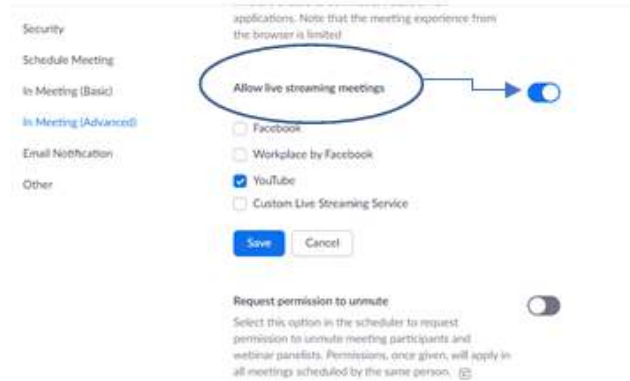 Security
Schedule Meeting
In Meeting (Basic)
In Meeting (Advanced)
Email Notification
Other
applications. Note that the meeting experience from
the browser is limited
Allow live streaming meetings
Facebook
Workplace by Facebook
YouTube
Custom Live Streaming Service
Save
Cancel
Request permission to unmute
Select this option in the scheduler to request
permission to unmute meeting participants and
webinar panelists. Permissions, once given, will apply in
all meetings scheduled by the same person.